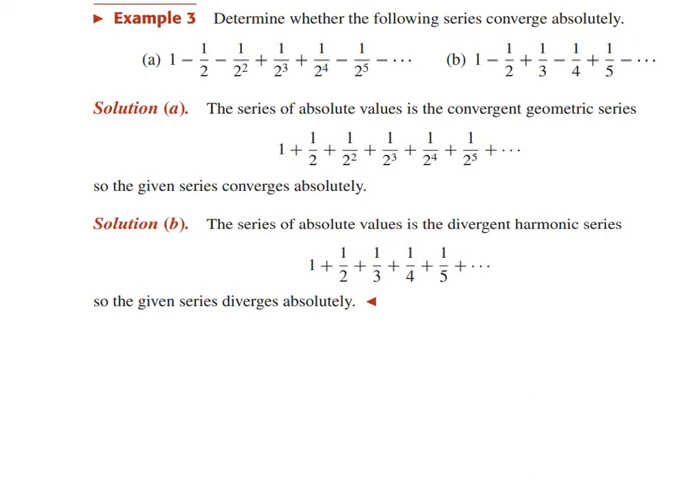 ► Example 3 Determine whether the following series converge absolutely.
(a) 1 − 1/2 − 1/2² + 1/2³ + 1/2⁴ − 1/2⁵ − ··· (b) 1 − 1/2 + 1/3 − 1/4 + 1/5 − ···
Solution (a). The series of absolute values is the convergent geometric series
1 + 1/2 + 1/2² + 1/2³ + 1/2⁴ + 1/2⁵ + ···
so the given series converges absolutely.
Solution (b). The series of absolute values is the divergent harmonic series
1 + 1/2 + 1/3 + 1/4 + 1/5 + ···
so the given series diverges absolutely. ◄